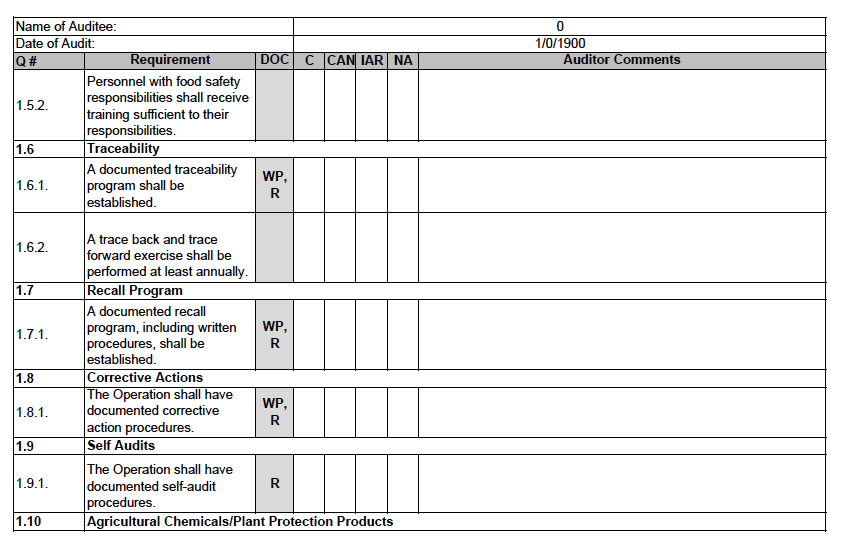 Name of Auditee: 0
Date of Audit: 1/0/1900
Q # Requirement DOC C CAN IAR NA Auditor Comments
1.5.2. Personnel with food safety
responsibilities shall receive
training sufficient to their
responsibilities.
1.6 Traceability
1.6.1. A documented traceability
program shall be
established.
WP,
R
1.6.2. A trace back and trace
forward exercise shall be
performed at least annually.
1.7 Recall Program
1.7.1. A documented recall
program, including written
procedures, shall be
established.
WP,
R
1.8 Corrective Actions
1.8.1. The Operation shall have
documented corrective
action procedures.
WP,
R
1.9 Self Audits
1.9.1. The Operation shall have
documented self-audit
procedures.
R
1.10 Agricultural Chemicals/Plant Protection Products